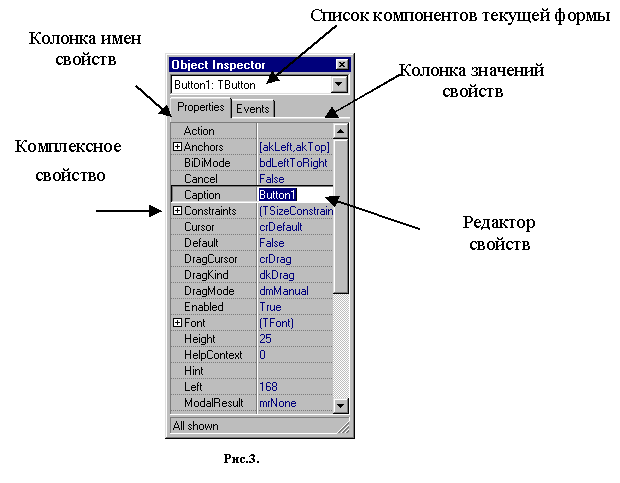 Список компонентов текущей формы
Колонка имен
свойств
Object Inspector
Button1: TButton
Колонка значений
свойств
Properties Events
Комплексное
свойство
Action
Anchors [akLeft,akTop]
BiDiMode bdLeftToRight
Cancel False
Caption Button1
Constraints (TSizeConstrain
Cursor crDefault
Default False
DragCursor crDrag
DragKind dkDrag
DragMode dmManual
Enabled True
Font (TFont)
Height 25
HelpContext 0
Hint
Left 168
ModalResult mrNone
Редактор
свойств
All shown
Рис.3.